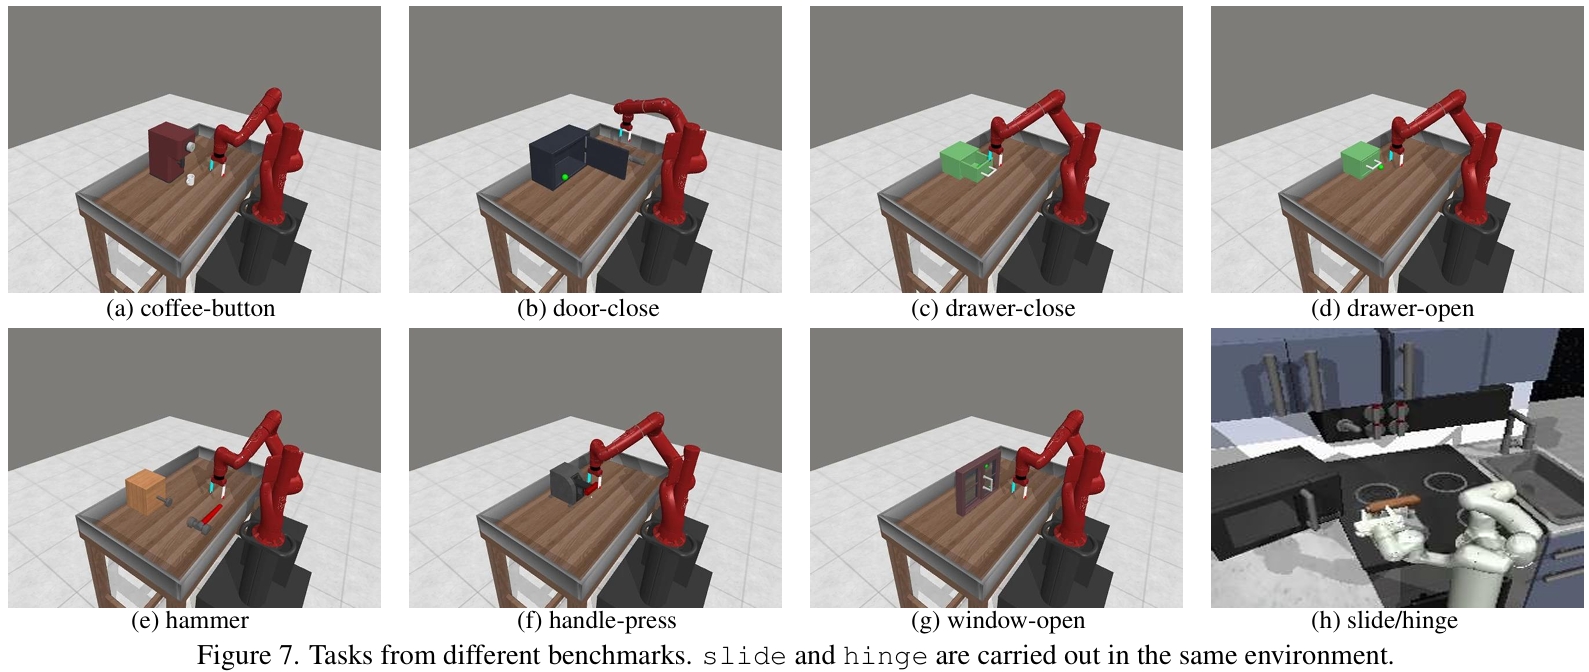 (a) coffee-button
(b) door-close
(c) drawer-close
(d) drawer-open
(e) hammer
(f) handle-press
(g) window-open
(h) slide/hinge
Figure 7. Tasks from different benchmarks. slide and hinge are carried out in the same environment.